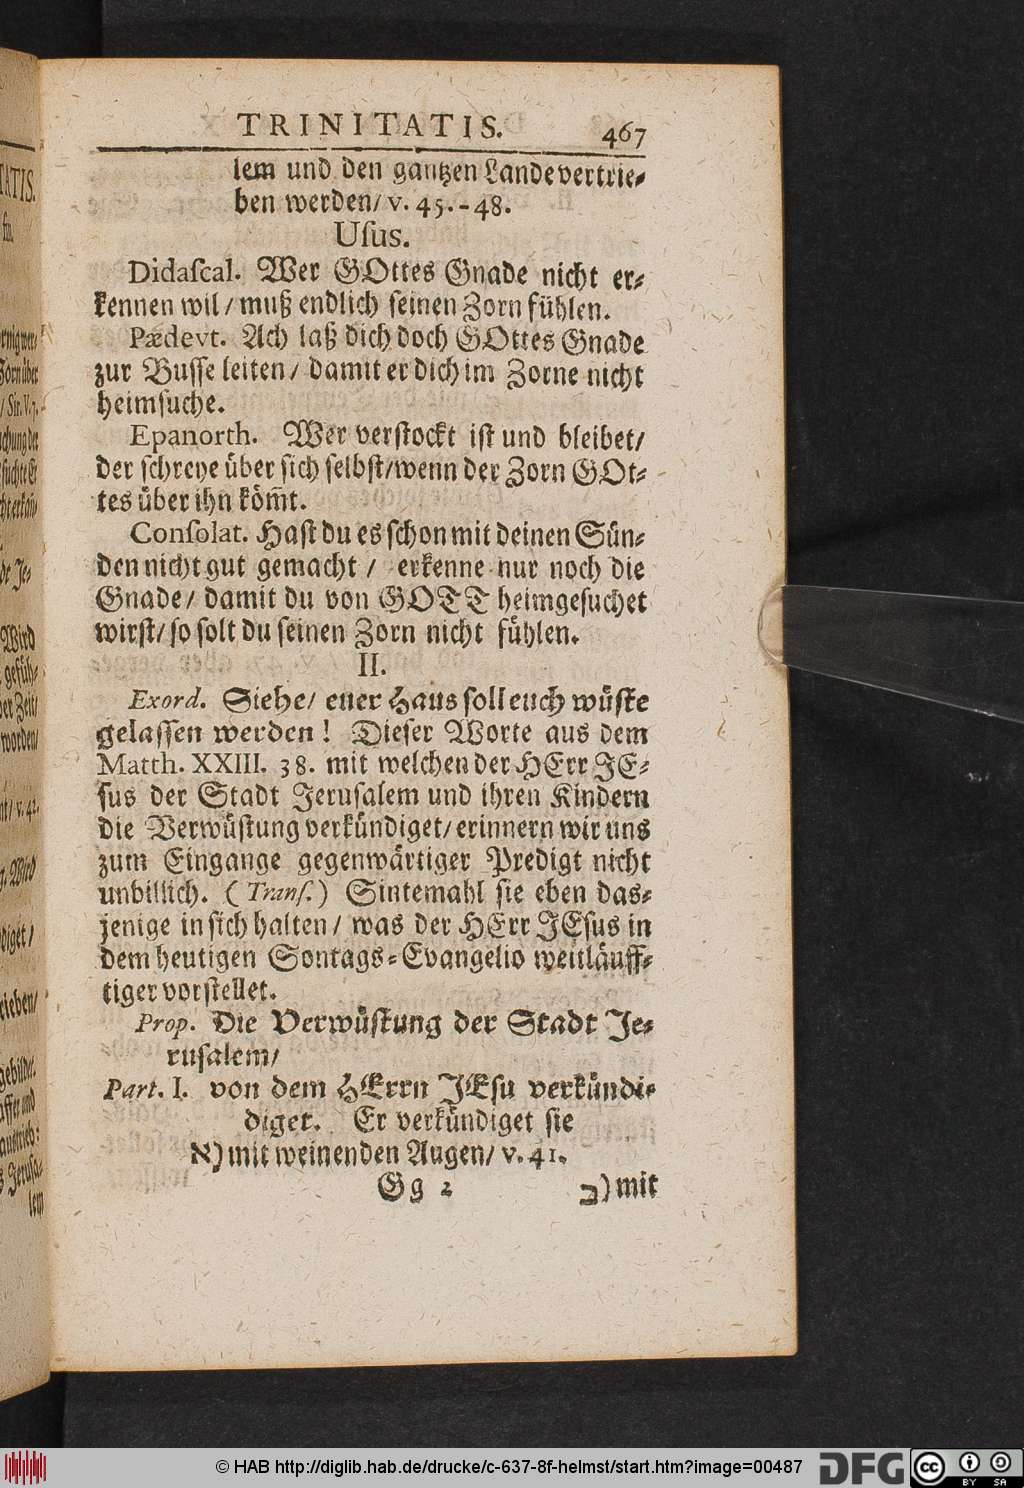 TRINITATIS. 467
lem und den gantzen Lande vertrie⸗
ben werden/ v. 45.-48.
Uſus.
Didaſcal. Wer GOttes Gnade nicht er⸗
kennen wil/ muß endlich ſeinen Zorn fühlen.
Pædevt. Ach laß dich doch GOttes Gnade
zur Buſſe leiten/ damit er dich im Zorne nicht
heimſuche.
Epanorth. Wer verſtockt iſt und bleibet/
der ſchreye über ſich ſelbſt/ wenn der Zorn GOt⸗
tes über ihn köm̃t.
Conſolat. Haſt du es ſchon mit deinen Sün⸗
den nicht gut gemacht/ erkenne nur noch die
Gnade/ damit du von GOTT heimgeſuchet
wirſt/ ſo ſolt du ſeinen Zorn nicht fühlen.
II.
Exord. Siehe/ euer Haus ſoll euch wüſte
gelaſſen werden! Dieſer Worte aus dem
Matth. XXIII. 38. mit welchen der HErr JE⸗
ſus der Stadt Jeruſalem und ihren Kindern
die Verwüſtung verkündiget/ erinnern wir uns
zum Eingange gegenwärtiger Predigt nicht
unbillich. (Tranſ.) Sintemahl ſie eben das⸗
jenige in ſich halten/ was der HErr JEſus in
dem heutigen Sontags⸗Evangelio weitläuff⸗
tiger vorſtellet.
Prop. Die Verwüſtung der Stadt Je⸗
ruſalem/
Part. I. von dem HErrn JEſu verkündi⸗
diget. Er verkündiget ſie
א) mit weinenden Augen/ v. 41.
Gg 2 ב) mit
© HAB http://diglib.hab.de/drucke/c-637-8f-helmst/start.htm?image=00487
DFG
cc BY SA